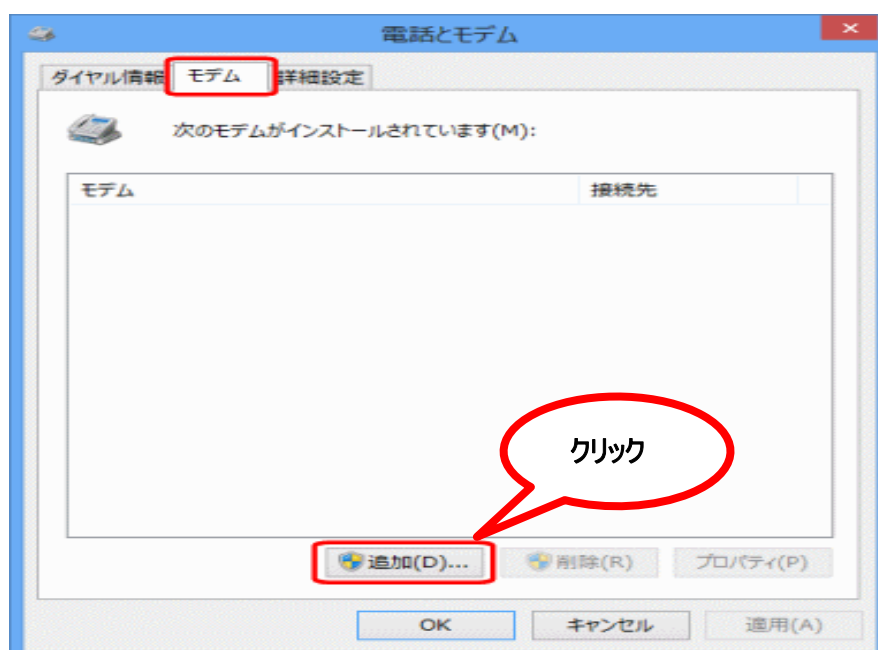 電話とモデム
ダイヤル情報 モデム 詳細設定
次のモデムがインストールされています(M):
モデム 接続先
クリック
追加(D)... 削除(R) プロパティ(P)
OK キャンセル 適用(A)